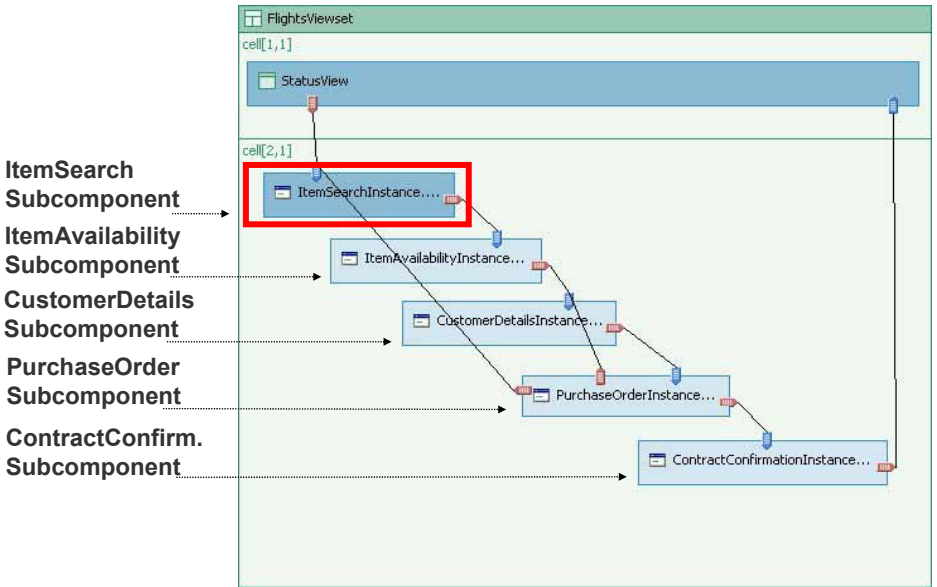 FlightsViewset
cell[1,1]
StatusView
cell[2,1]
ItemSearch
Subcomponent
ItemSearchInstance....
ItemAvailability
Subcomponent
ItemAvailabilityInstance...
CustomerDetails
Subcomponent
CustomerDetailsInstance...
PurchaseOrder
Subcomponent
PurchaseOrderInstance...
ContractConfirm.
Subcomponent
ContractConfirmationInstance...